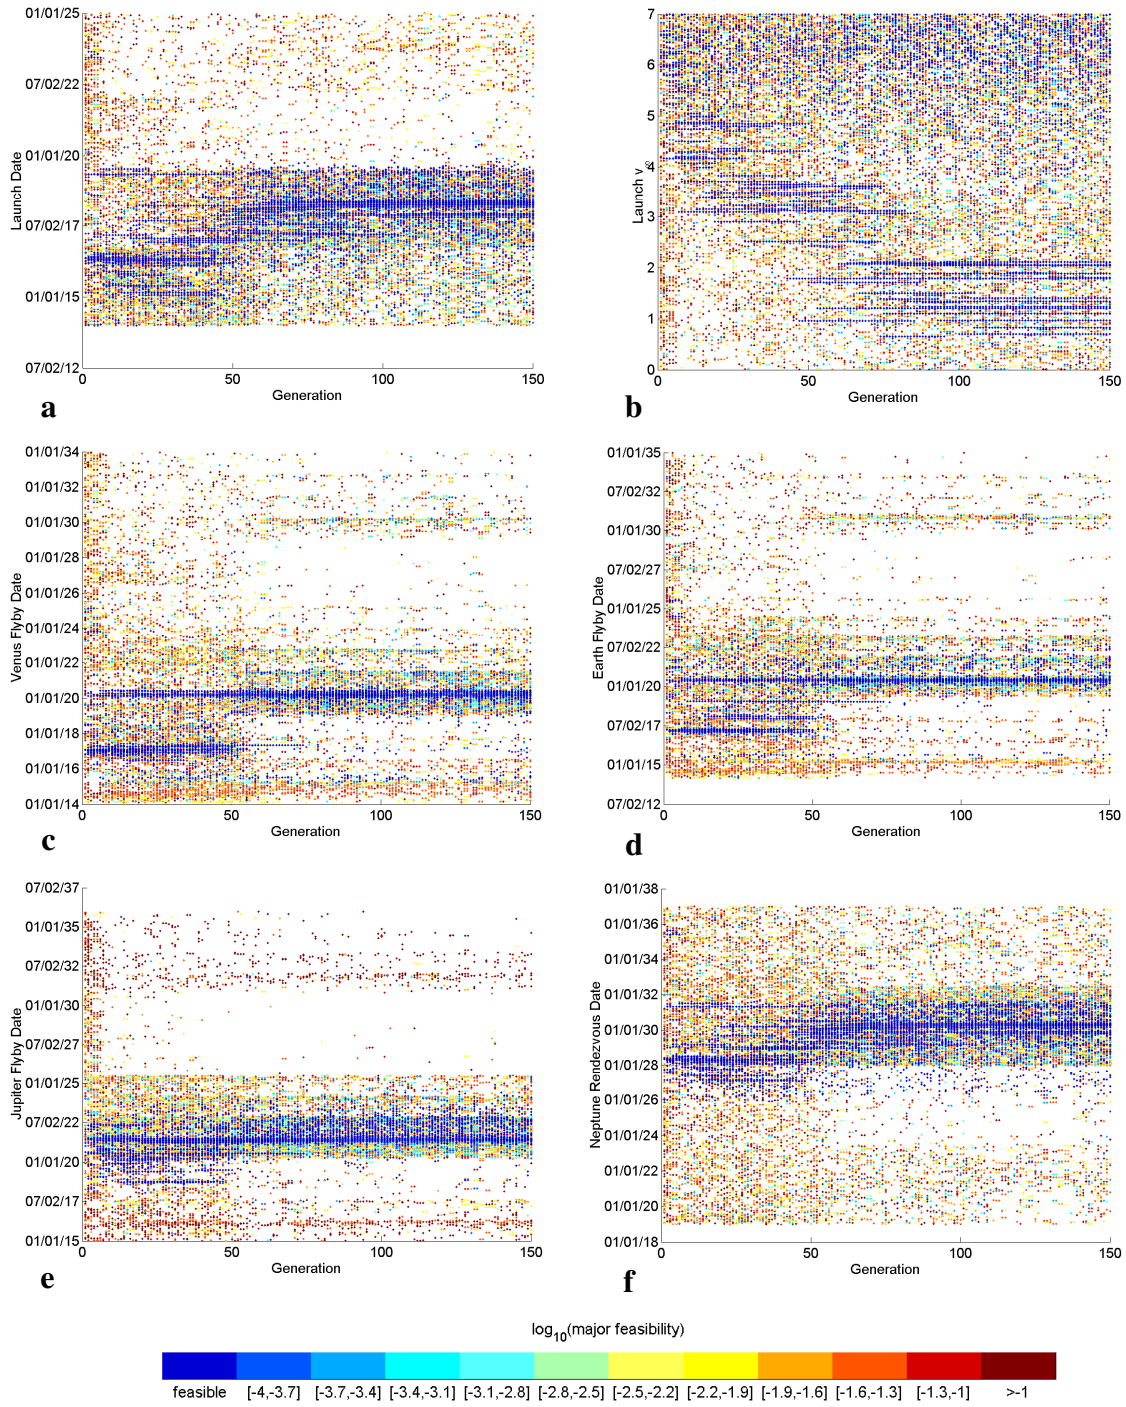 01/01/25
07/02/22
01/01/20
07/02/17
01/01/15
07/02/12
Launch Date
0 50 100 150
Generation
a
7
6
5
4
3
2
1
0
Launch v∞
0 50 100 150
Generation
b
01/01/34
01/01/32
01/01/30
01/01/28
01/01/26
01/01/24
01/01/22
01/01/20
01/01/18
01/01/16
01/01/14
Venus Flyby Date
0 50 100 150
Generation
c
01/01/35
07/02/32
01/01/30
07/02/27
01/01/25
07/02/22
01/01/20
07/02/17
01/01/15
07/02/12
Earth Flyby Date
0 50 100 150
Generation
d
07/02/37
01/01/35
07/02/32
01/01/30
07/02/27
01/01/25
07/02/22
01/01/20
07/02/17
01/01/15
Jupiter Flyby Date
0 50 100 150
Generation
e
01/01/38
01/01/36
01/01/34
01/01/32
01/01/30
01/01/28
01/01/26
01/01/24
01/01/22
01/01/20
01/01/18
Neptune Rendezvous Date
0 50 100 150
Generation
f
log10(major feasibility)
feasible [-4,-3.7] [-3.7,-3.4] [-3.4,-3.1] [-3.1,-2.8] [-2.8,-2.5] [-2.5,-2.2] [-2.2,-1.9] [-1.9,-1.6] [-1.6,-1.3] [-1.3,-1] >-1